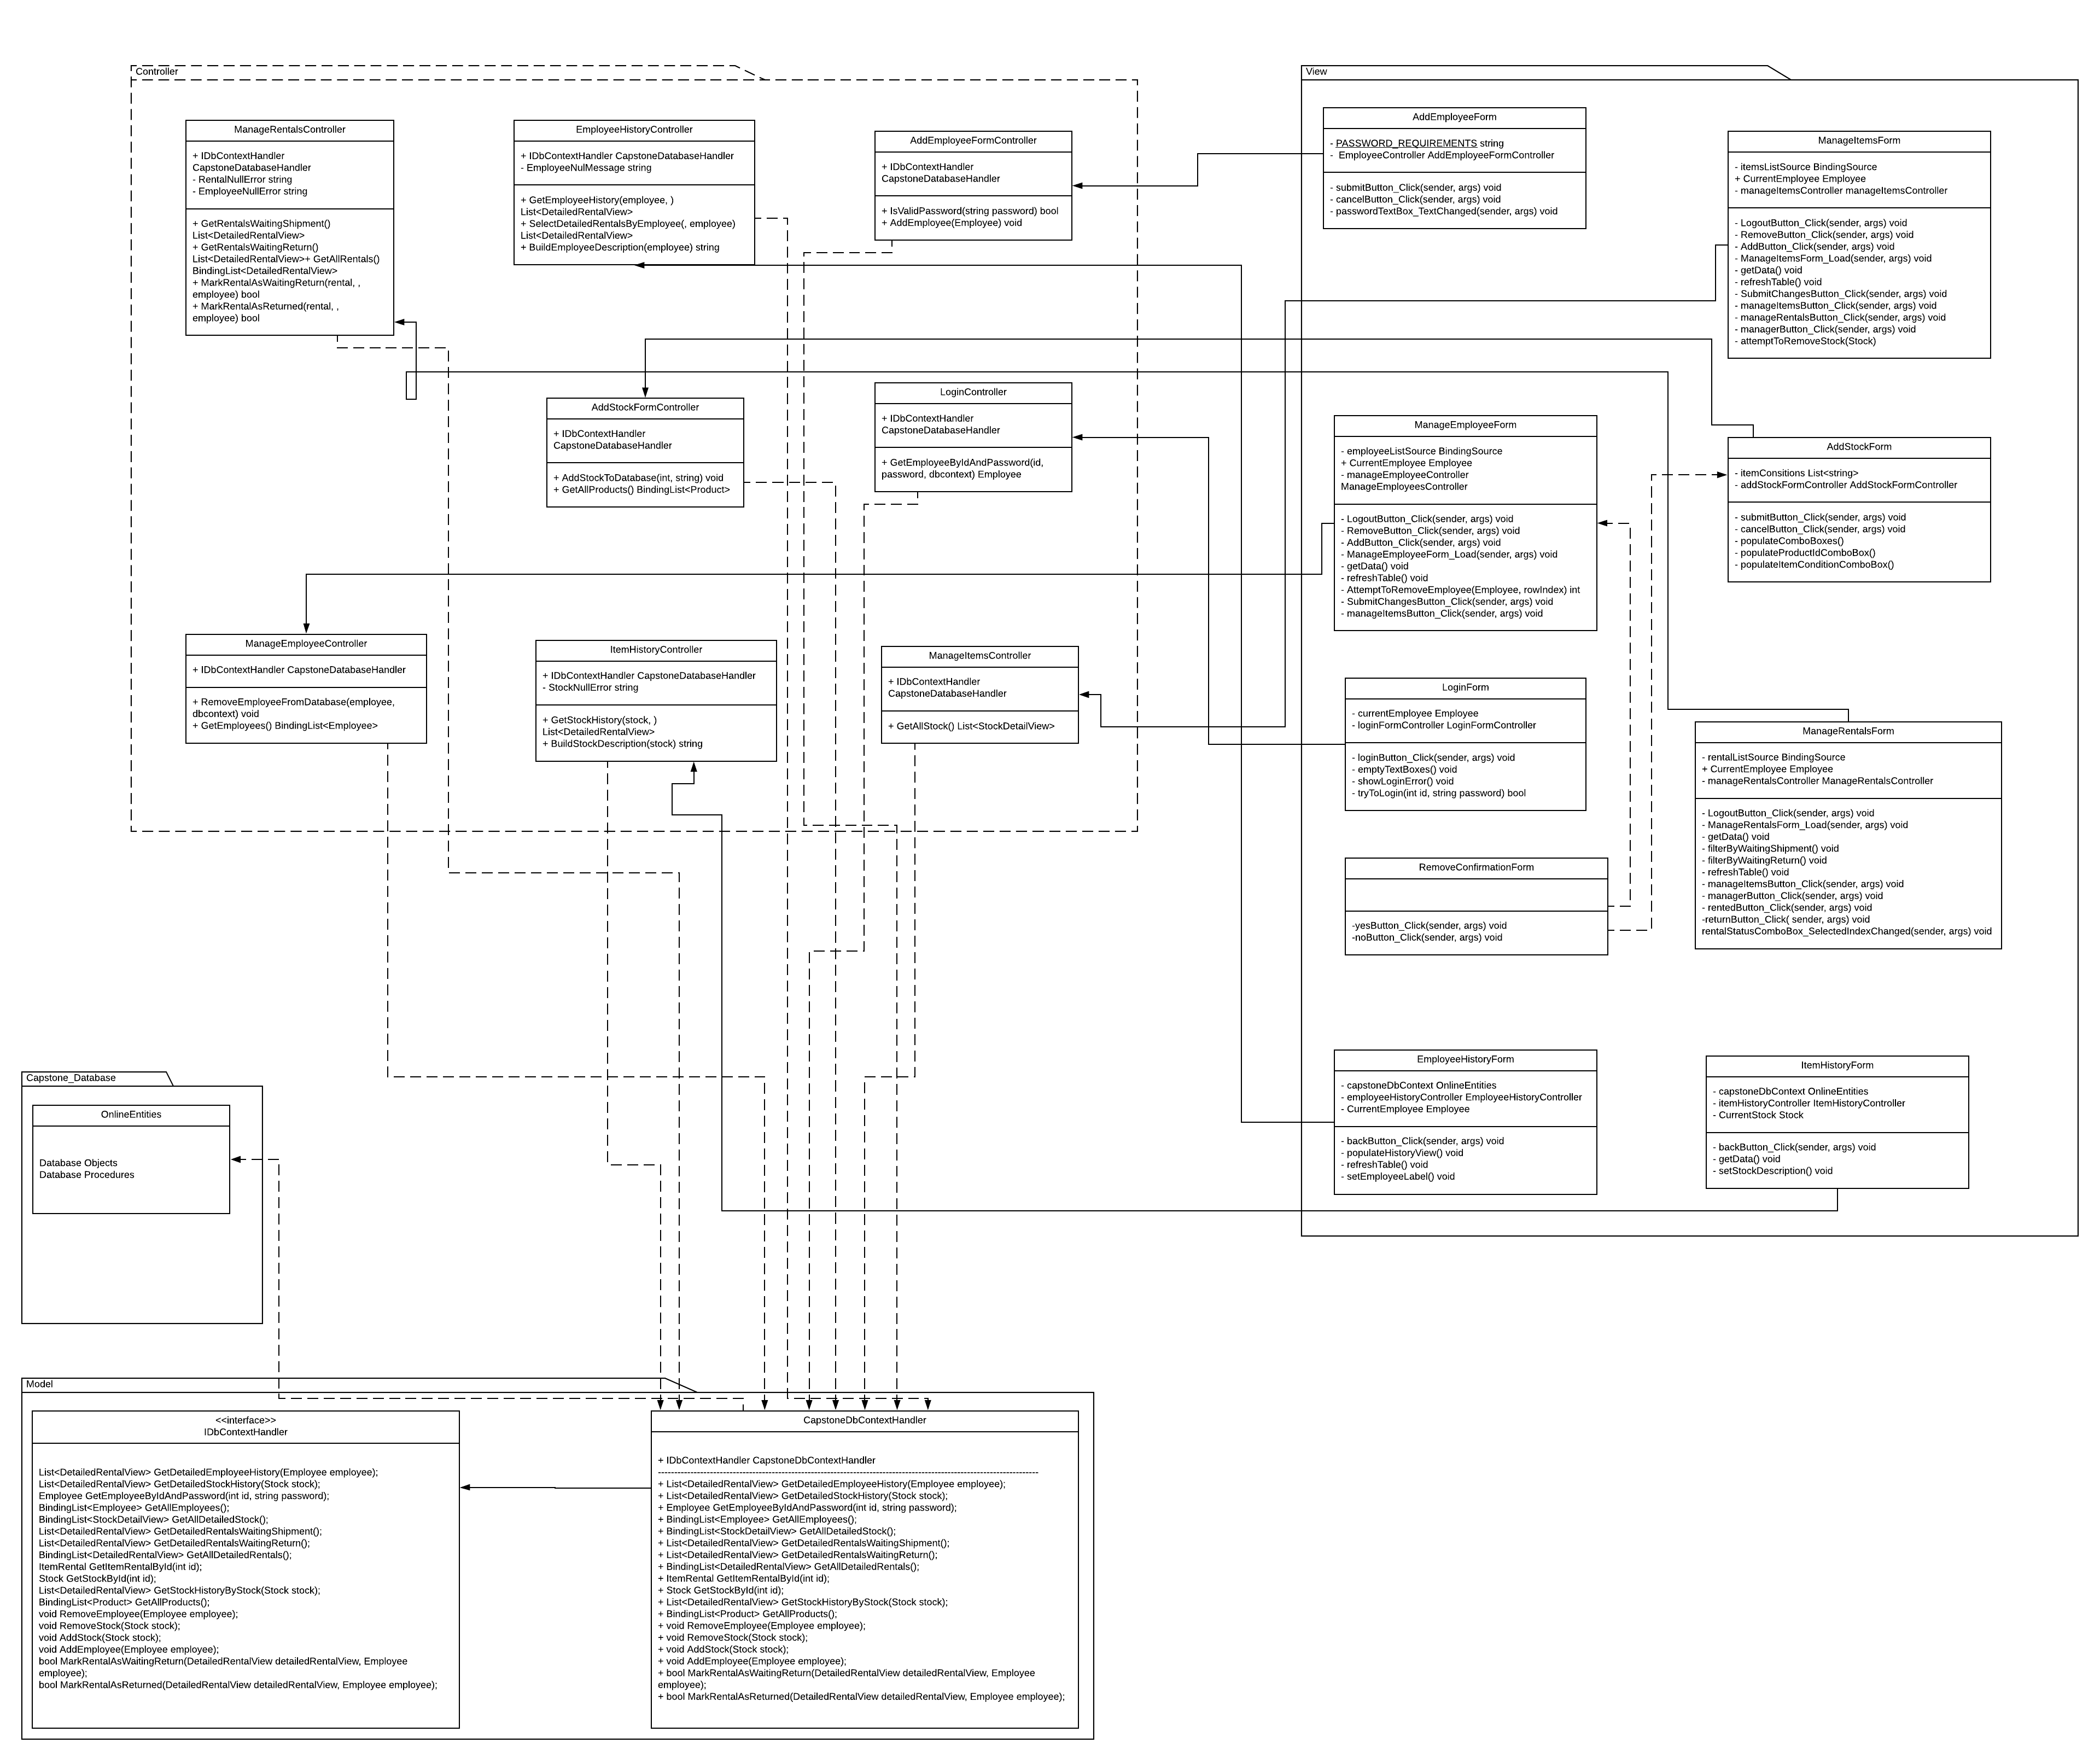 Controller
ManageRentalsController
+ IDbContextHandler
CapstoneDatabaseHandler
- RentalNullError string
- EmployeeNullError string
+ GetRentalsWaitingShipment()
List<DetailedRentalView>
+ GetRentalsWaitingReturn()
List<DetailedRentalView>+ GetAllRentals()
BindingList<DetailedRentalView>
+ MarkRentalAsWaitingReturn(rental, ,
employee) bool
+ MarkRentalAsReturned(rental, ,
employee) bool
EmployeeHistoryController
+ IDbContextHandler CapstoneDatabaseHandler
- EmployeeNulMessage string
+ GetEmployeeHistory(employee, )
List<DetailedRentalView>
+ SelectDetailedRentalsByEmployee(, employee)
List<DetailedRentalView>
+ BuildEmployeeDescription(employee) string
AddEmployeeFormController
+ IDbContextHandler
CapstoneDatabaseHandler
+ IsValidPassword(string password) bool
+ AddEmployee(Employee) void
AddStockFormController
+ IDbContextHandler
CapstoneDatabaseHandler
+ AddStockToDatabase(int, string) void
+ GetAllProducts() BindingList<Product>
LoginController
+ IDbContextHandler
CapstoneDatabaseHandler
+ GetEmployeeByIdAndPassword(id,
password, dbcontext) Employee
ManageEmployeeController
+ IDbContextHandler CapstoneDatabaseHandler
+ RemoveEmployeeFromDatabase(employee,
dbcontext) void
+ GetEmployees() BindingList<Employee>
ItemHistoryController
+ IDbContextHandler CapstoneDatabaseHandler
- StockNullError string
+ GetStockHistory(stock, )
List<DetailedRentalView>
+ BuildStockDescription(stock) string
ManageItemsController
+ IDbContextHandler
CapstoneDatabaseHandler
+ GetAllStock() List<StockDetailView>
View
AddEmployeeForm
- PASSWORD_REQUIREMENTS string
- EmployeeController AddEmployeeFormController
- submitButton_Click(sender, args) void
- cancelButton_Click(sender, args) void
- passwordTextBox_TextChanged(sender, args) void
ManageItemsForm
- itemsListSource BindingSource
+ CurrentEmployee Employee
- manageItemsController manageItemsController
- LogoutButton_Click(sender, args) void
- RemoveButton_Click(sender, args) void
- AddButton_Click(sender, args) void
- ManageItemsForm_Load(sender, args) void
- getData() void
- refreshTable() void
- SubmitChangesButton_Click(sender, args) void
- manageItemsButton_Click(sender, args) void
- manageRentalsButton_Click(sender, args) void
- managerButton_Click(sender, args) void
- attemptToRemoveStock(Stock)
ManageEmployeeForm
- employeeListSource BindingSource
+ CurrentEmployee Employee
- manageEmployeeController
ManageEmployeesController
- LogoutButton_Click(sender, args) void
- RemoveButton_Click(sender, args) void
- AddButton_Click(sender, args) void
- ManageEmployeeForm_Load(sender, args) void
- getData() void
- refreshTable() void
- AttemptToRemoveEmployee(Employee, rowIndex) int
- SubmitChangesButton_Click(sender, args) void
- manageItemsButton_Click(sender, args) void
AddStockForm
- itemConsitions List<string>
- addStockFormController AddStockFormController
- submitButton_Click(sender, args) void
- cancelButton_Click(sender, args) void
- populateComboBoxes()
- populateProductIdComboBox()
- populateItemConditionComboBox()
LoginForm
- currentEmployee Employee
- loginFormController LoginFormController
- loginButton_Click(sender, args) void
- emptyTextBoxes() void
- showLoginError() void
- tryToLogin(int id, string password) bool
ManageRentalsForm
- rentalListSource BindingSource
+ CurrentEmployee Employee
- manageRentalsController ManageRentalsController
- LogoutButton_Click(sender, args) void
- ManageRentalsForm_Load(sender, args) void
- getData() void
- filterByWaitingShipment() void
- filterByWaitingReturn() void
- refreshTable() void
- manageItemsButton_Click(sender, args) void
- managerButton_Click(sender, args) void
- rentedButton_Click(sender, args) void
-returnButton_Click( sender, args) void
rentalStatusComboBox_SelectedIndexChanged(sender, args) void
RemoveConfirmationForm
-yesButton_Click(sender, args) void
-noButton_Click(sender, args) void
EmployeeHistoryForm
- capstoneDbContext OnlineEntities
- employeeHistoryController EmployeeHistoryController
- CurrentEmployee Employee
- backButton_Click(sender, args) void
- populateHistoryView() void
- refreshTable() void
- setEmployeeLabel() void
ItemHistoryForm
- capstoneDbContext OnlineEntities
- itemHistoryController ItemHistoryController
- CurrentStock Stock
- backButton_Click(sender, args) void
- getData() void
- setStockDescription() void
Capstone_Database
OnlineEntities
Database Objects
Database Procedures
Model
<<interface>>
IDbContextHandler
List<DetailedRentalView> GetDetailedEmployeeHistory(Employee employee);
List<DetailedRentalView> GetDetailedStockHistory(Stock stock);
Employee GetEmployeeByIdAndPassword(int id, string password);
BindingList<Employee> GetAllEmployees();
BindingList<StockDetailView> GetAllDetailedStock();
List<DetailedRentalView> GetDetailedRentalsWaitingShipment();
List<DetailedRentalView> GetDetailedRentalsWaitingReturn();
BindingList<DetailedRentalView> GetAllDetailedRentals();
ItemRental GetItemRentalById(int id);
Stock GetStockById(int id);
List<DetailedRentalView> GetStockHistoryByStock(Stock stock);
BindingList<Product> GetAllProducts();
void RemoveEmployee(Employee employee);
void RemoveStock(Stock stock);
void AddStock(Stock stock);
void AddEmployee(Employee employee);
bool MarkRentalAsWaitingReturn(DetailedRentalView detailedRentalView, Employee
employee);
bool MarkRentalAsReturned(DetailedRentalView detailedRentalView, Employee employee);
CapstoneDbContextHandler
+ IDbContextHandler CapstoneDbContextHandler
+ List<DetailedRentalView> GetDetailedEmployeeHistory(Employee employee);
+ List<DetailedRentalView> GetDetailedStockHistory(Stock stock);
+ Employee GetEmployeeByIdAndPassword(int id, string password);
+ BindingList<Employee> GetAllEmployees();
+ BindingList<StockDetailView> GetAllDetailedStock();
+ List<DetailedRentalView> GetDetailedRentalsWaitingShipment();
+ List<DetailedRentalView> GetDetailedRentalsWaitingReturn();
+ BindingList<DetailedRentalView> GetAllDetailedRentals();
+ ItemRental GetItemRentalById(int id);
+ Stock GetStockById(int id);
+ List<DetailedRentalView> GetStockHistoryByStock(Stock stock);
+ BindingList<Product> GetAllProducts();
+ void RemoveEmployee(Employee employee);
+ void RemoveStock(Stock stock);
+ void AddStock(Stock stock);
+ void AddEmployee(Employee employee);
+ bool MarkRentalAsWaitingReturn(DetailedRentalView detailedRentalView, Employee
employee);
+ bool MarkRentalAsReturned(DetailedRentalView detailedRentalView, Employee employee);